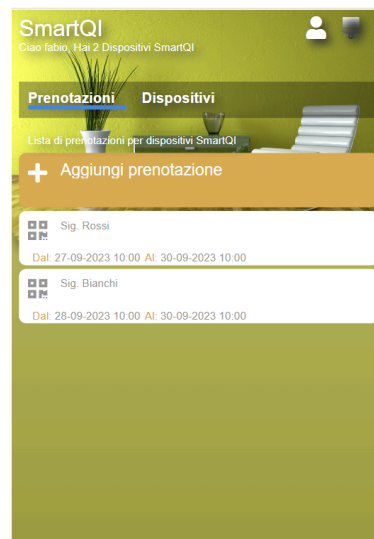 SmartQI
Ciao fabio, Hai 2 Dispositivi SmartQI
Prenotazioni Dispositivi
Lista di prenotazioni per dispositivi SmartQI
Aggiungi prenotazione
Sig. Rossi
Dal: 27-09-2023 10:00 Al: 30-09-2023 10:00
Sig. Bianchi
Dal: 28-09-2023 10:00 Al: 30-09-2023 10:00